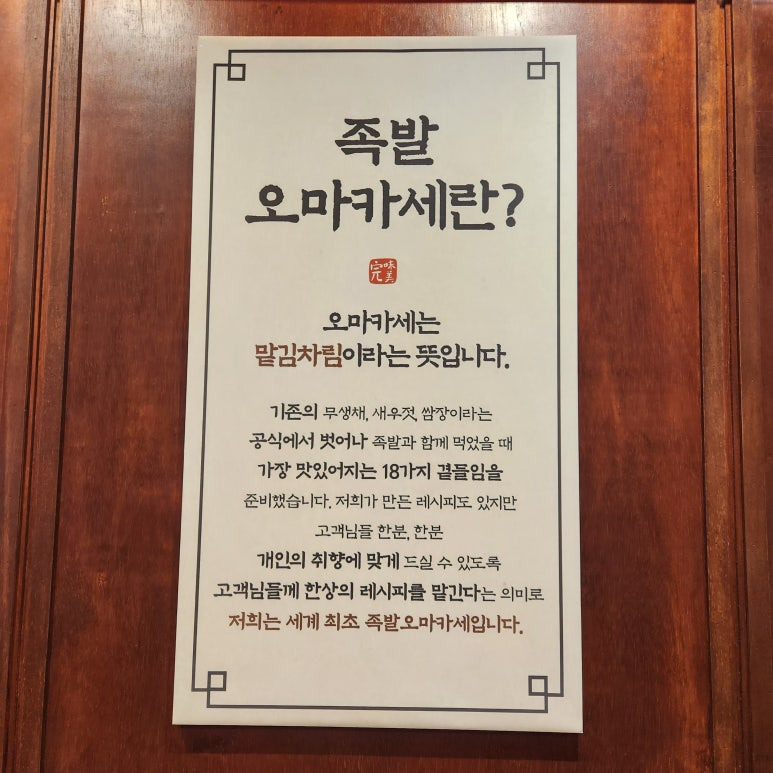 족발
오마카세란?
完味美
오마카세는
맡김차림이라는 뜻입니다.
기존의 무생채, 새우젓, 쌈장이라는
공식에서 벗어나 족발과 함께 먹었을 때
가장 맛있어지는 18가지 곁들임을
준비했습니다. 저희가 만든 레시피도 있지만
고객님들 한분, 한분
개인의 취향에 맞게 드실 수 있도록
고객님들께 한상의 레시피를 맡긴다는 의미로
저희는 세계 최초 족발오마카세입니다.